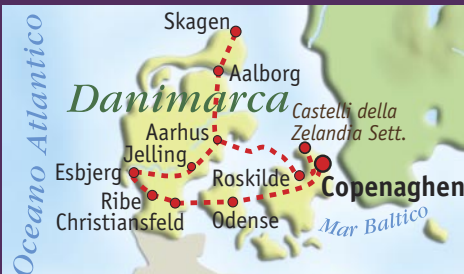 Skagen
Oceano Atlantico
Aalborg
Danimarca
Castelli della
Zelandia Sett.
Aarhus
Jelling
Esbjerg
Roskilde
Copenaghen
Ribe
Christiansfeld
Odense
Mar Baltico